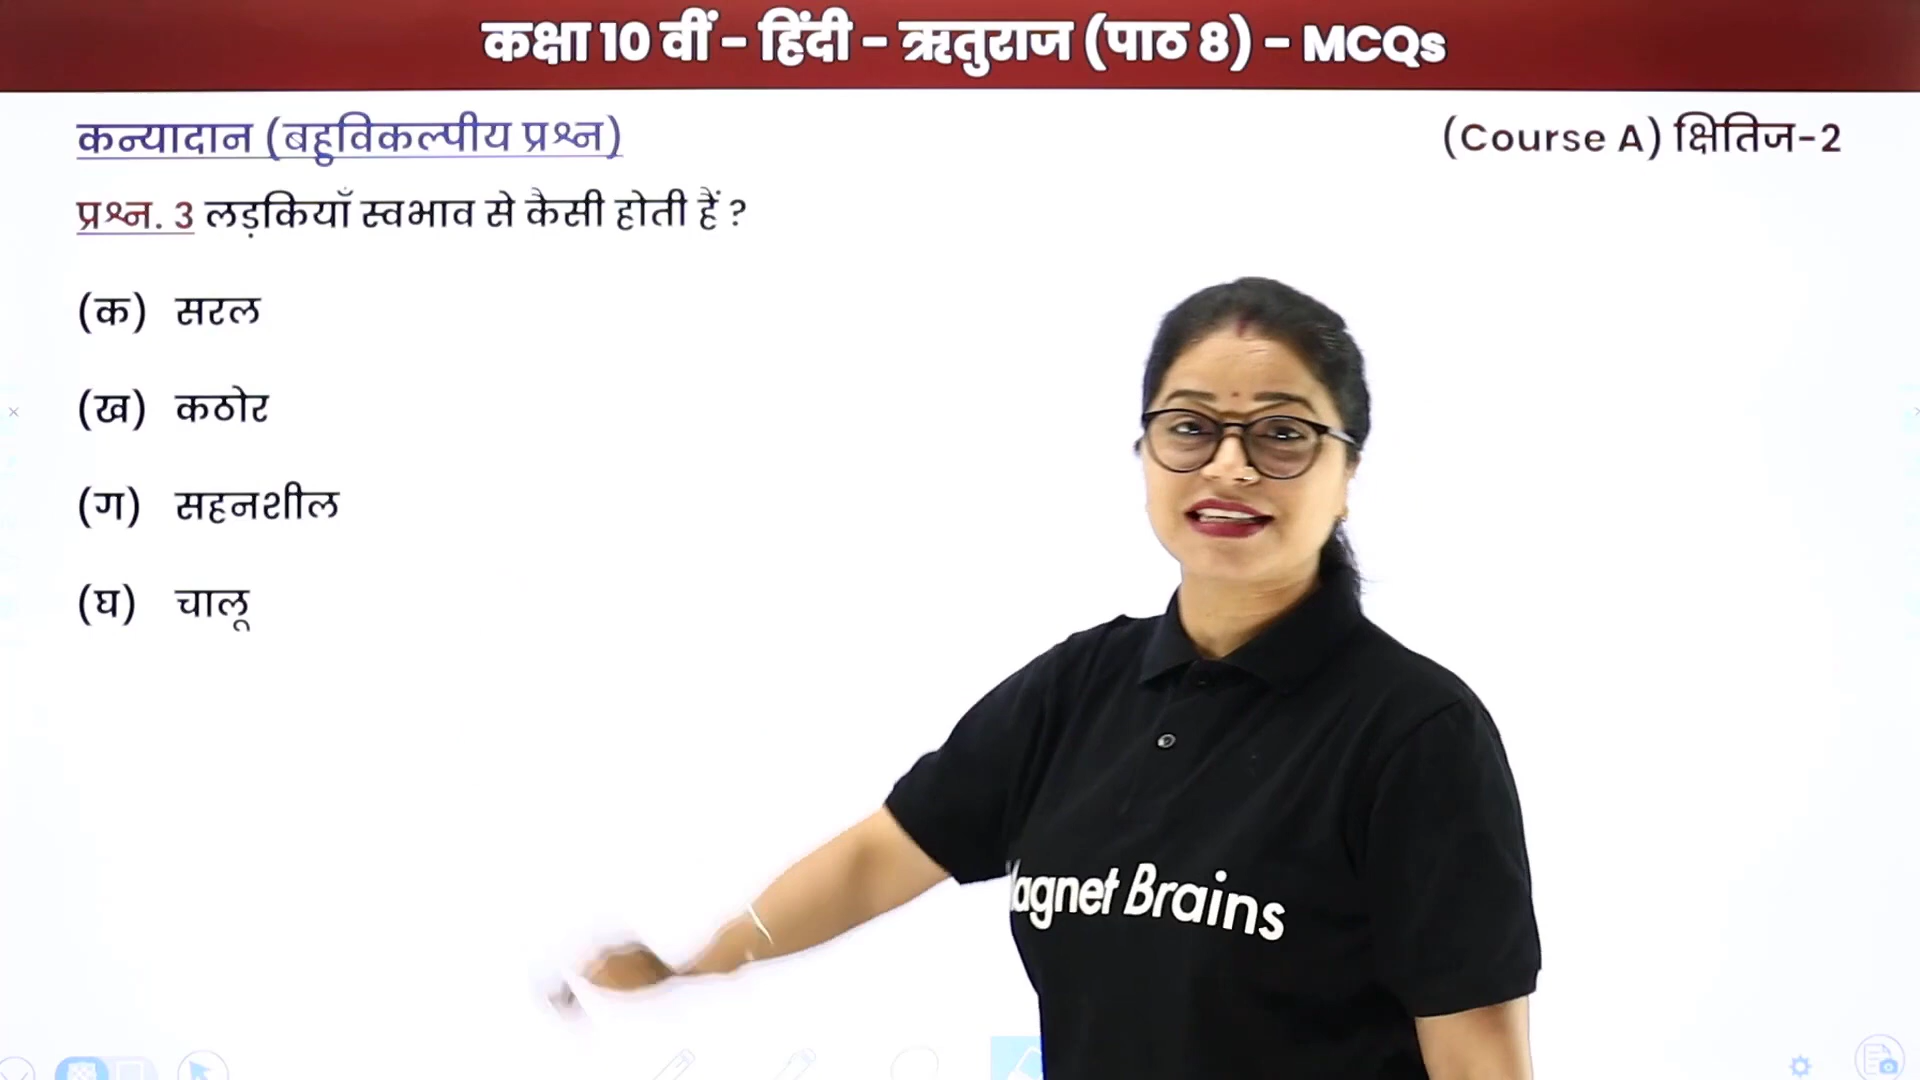 कक्षा 10 वीं - हिंदी - ऋतुराज (पाठ 8) - MCQs
कन्यादान (बहुविकल्पीय प्रश्न)
(Course A) क्षितिज-2
प्रश्न. 3 लड़कियाँ स्वभाव से कैसी होती हैं ?
(क) सरल
(ख) कठोर
(ग) सहनशील
(घ) चालू
Magnet Brains